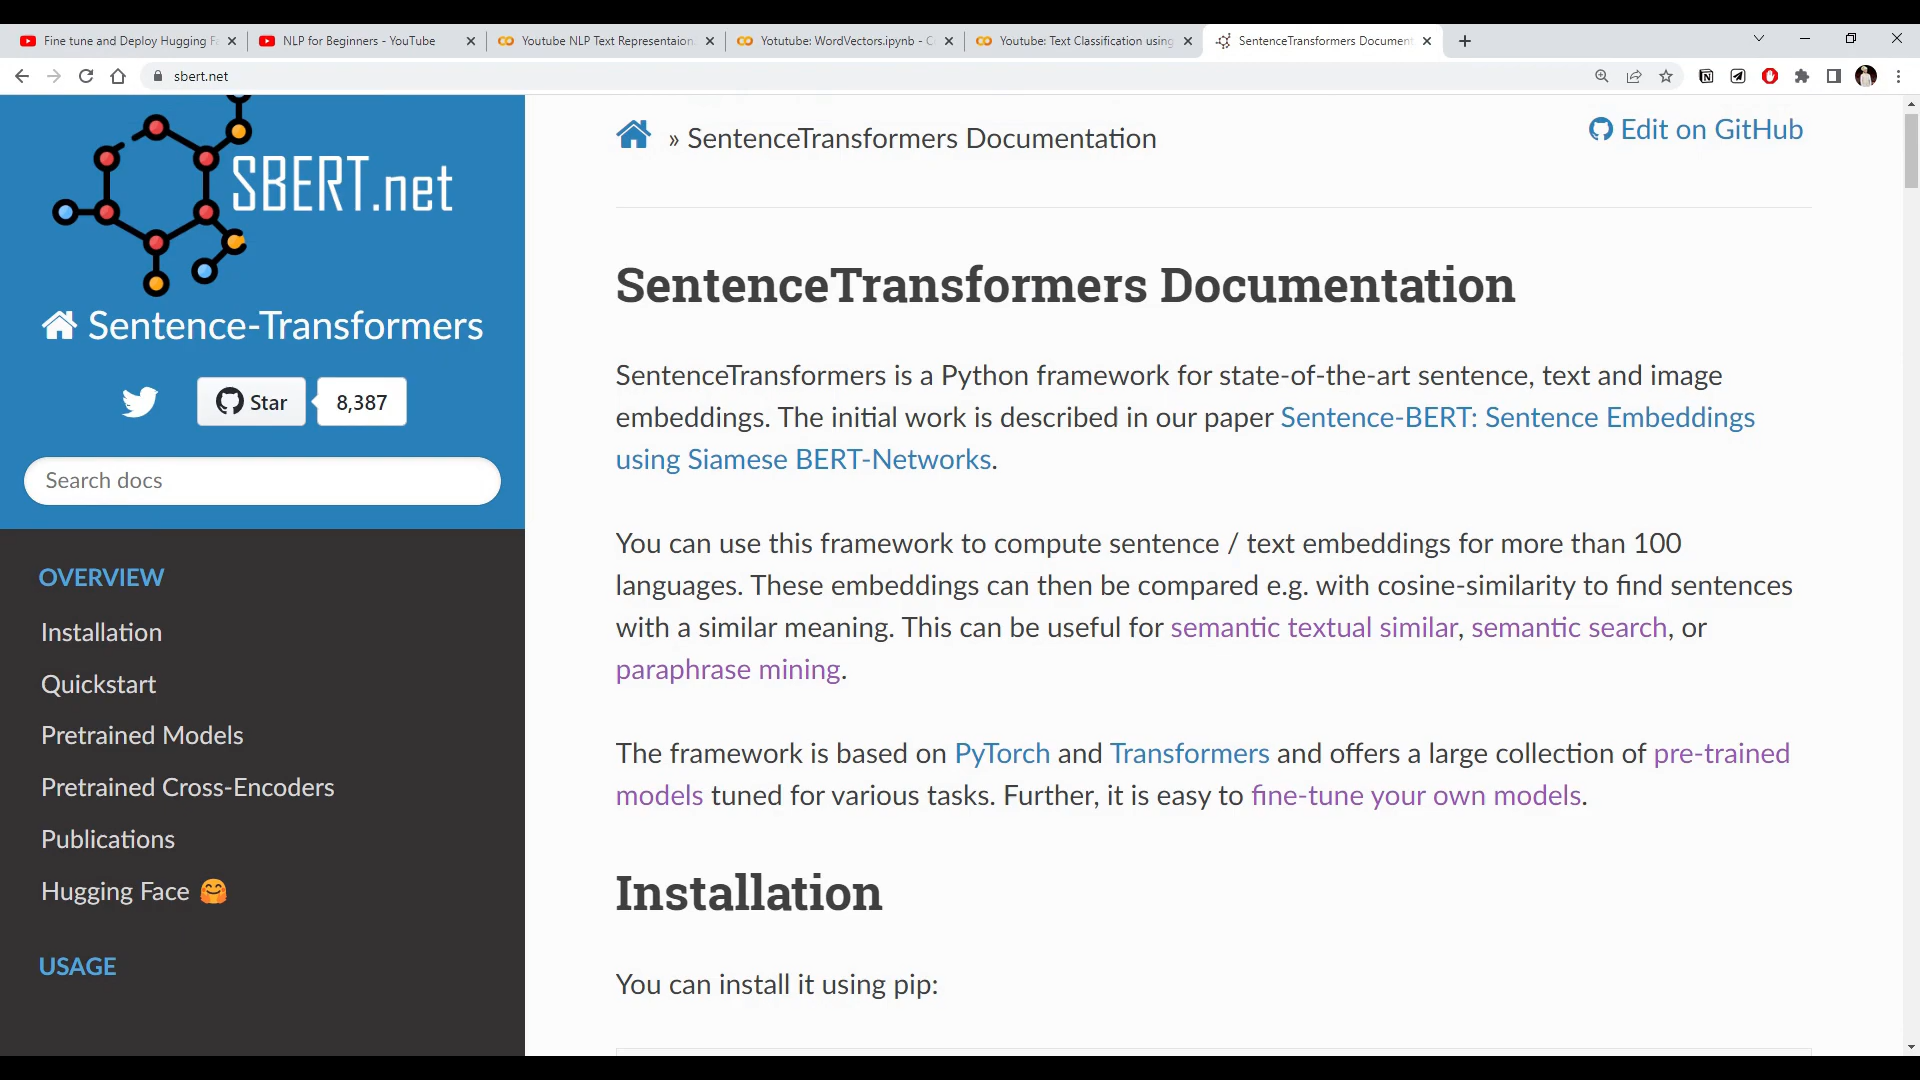 Fine tune and Deploy Hugging F
NLP for Beginners - YouTube
Youtube NLP Text Representaion
Yotutube: WordVectors.ipynb - C
Youtube: Text Classification using
SentenceTransformers Document
sbert.net
SBERT.net
Sentence-Transformers
Star
8,387
Search docs
OVERVIEW
Installation
Quickstart
Pretrained Models
Pretrained Cross-Encoders
Publications
Hugging Face 🤗
USAGE
» SentenceTransformers Documentation
Edit on GitHub
SentenceTransformers Documentation
SentenceTransformers is a Python framework for state-of-the-art sentence, text and image
embeddings. The initial work is described in our paper Sentence-BERT: Sentence Embeddings
using Siamese BERT-Networks.
You can use this framework to compute sentence / text embeddings for more than 100
languages. These embeddings can then be compared e.g. with cosine-similarity to find sentences
with a similar meaning. This can be useful for semantic textual similar, semantic search, or
paraphrase mining.
The framework is based on PyTorch and Transformers and offers a large collection of pre-trained
models tuned for various tasks. Further, it is easy to fine-tune your own models.
Installation
You can install it using pip: